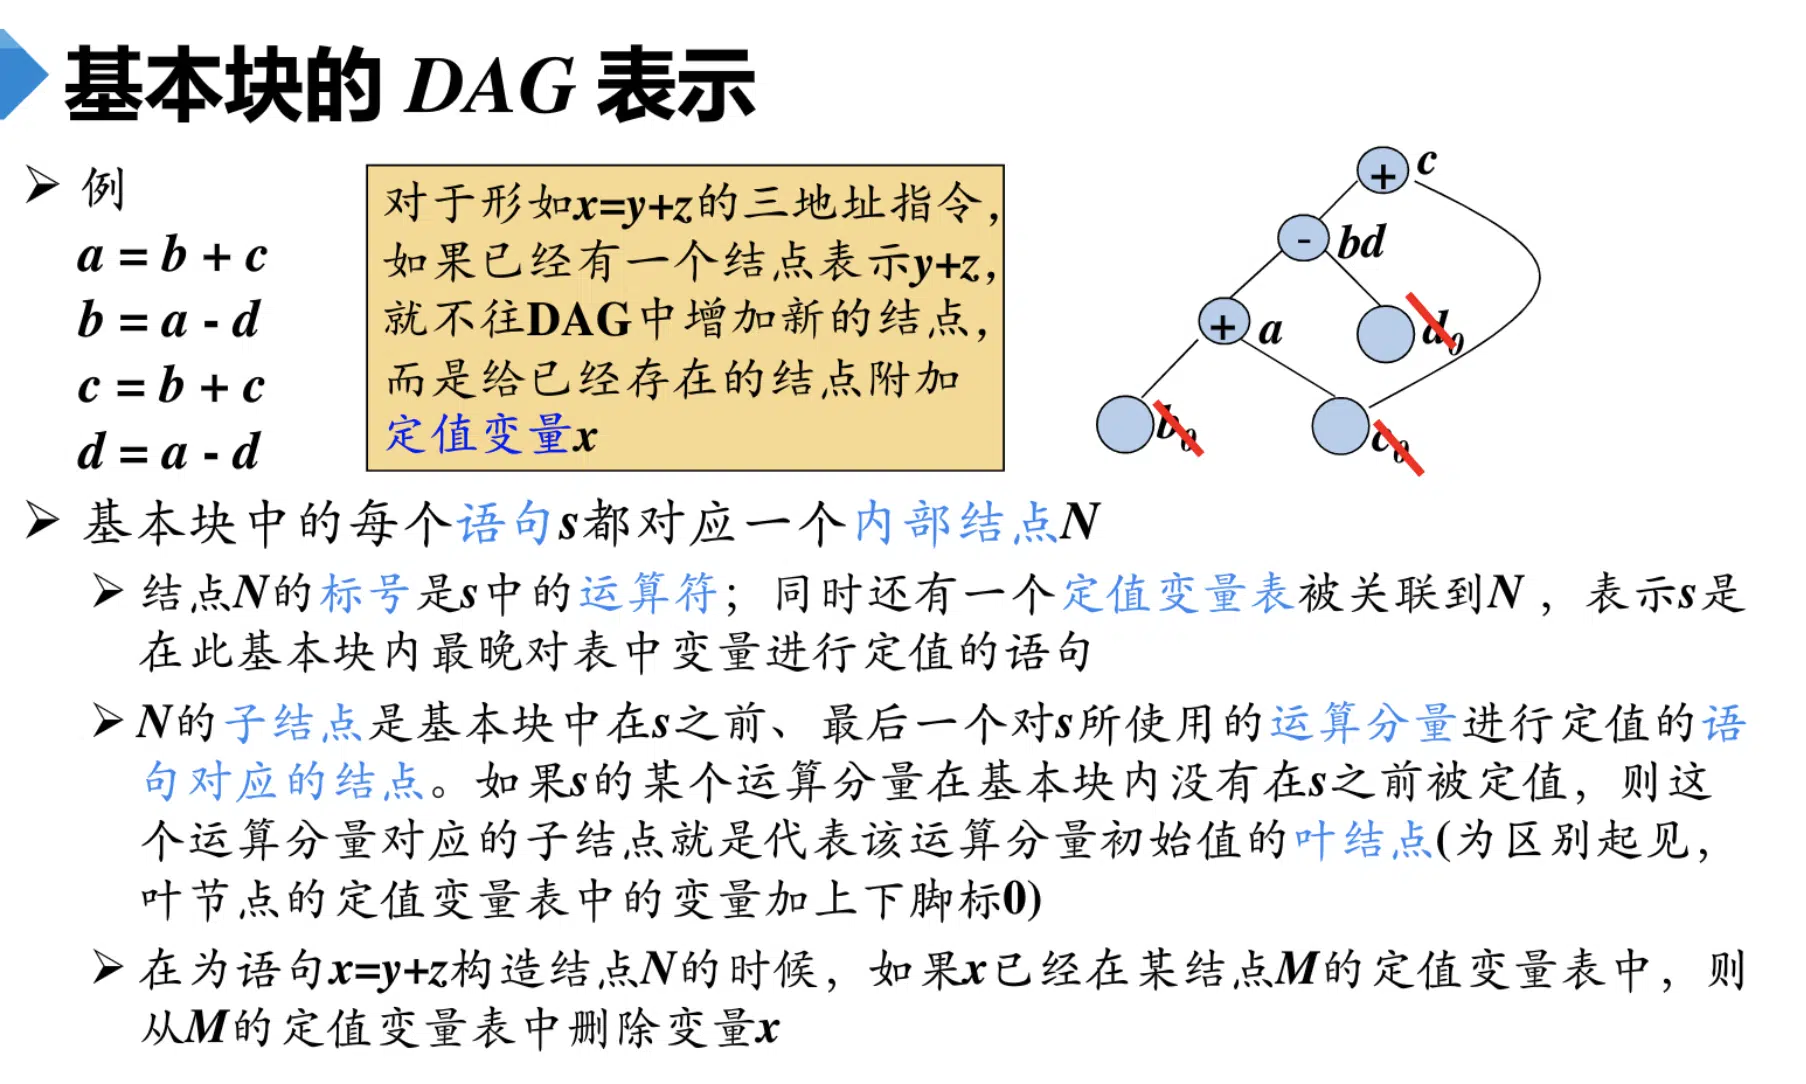 基本块的 DAG 表示
例
a = b + c
b = a - d
c = b + c
d = a - d
对于形如x=y+z的三地址指令，
如果已经有一个结点表示y+z，
就不往DAG中增加新的结点，
而是给已经存在的结点附加
定值变量x
+ c
- bd
+ a
d0
b0
c0
基本块中的每个语句s都对应一个内部结点N
结点N的标号是s中的运算符；同时还有一个定值变量表被关联到N ，表示s是
在此基本块内最晚对表中变量进行定值的语句
N的子结点是基本块中在s之前、最后一个对s所使用的运算分量进行定值的语
句对应的结点。如果s的某个运算分量在基本块内没有在s之前被定值，则这
个运算分量对应的子结点就是代表该运算分量初始值的叶结点(为区别起见，
叶节点的定值变量表中的变量加上下脚标0)
在为语句x=y+z构造结点N的时候，如果x已经在某结点M的定值变量表中，则
从M的定值变量表中删除变量x